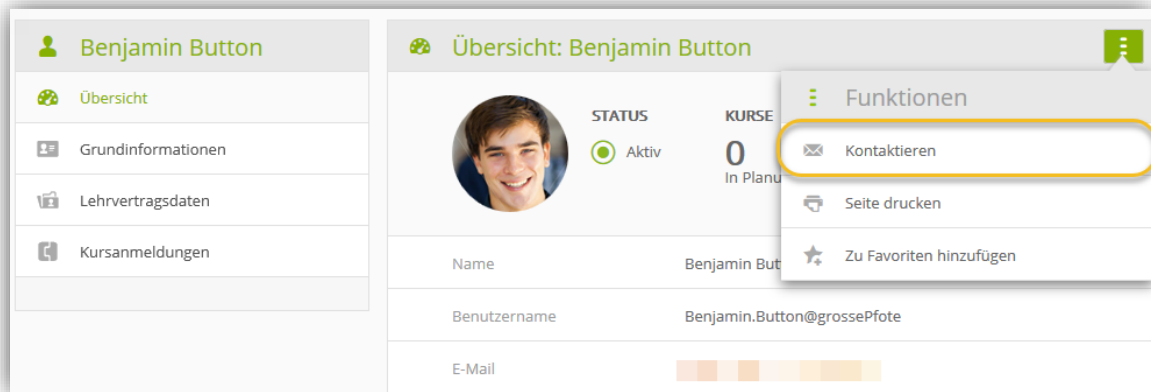 Benjamin Button
Übersicht
Grundinformationen
Lehrvertragsdaten
Kursanmeldungen
Übersicht: Benjamin Button
STATUS
Aktiv
KURSE
0
In Planu
Funktionen
Kontaktieren
Seite drucken
Zu Favoriten hinzufügen
Name
Benjamin But
Benutzername
Benjamin.Button@grossePfote
E-Mail